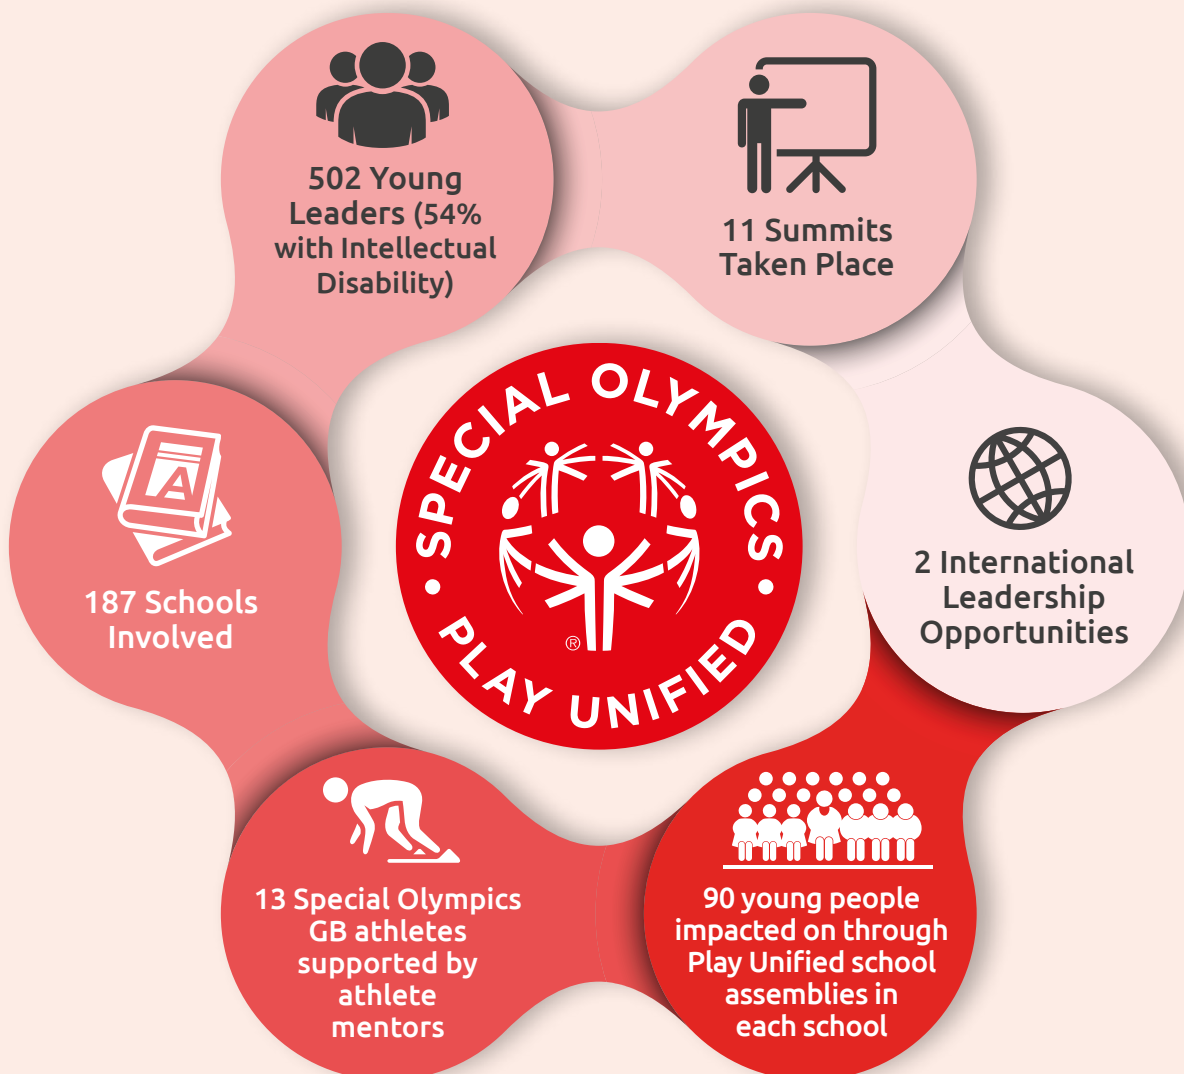 502 Young
Leaders (54%
with Intellectual
Disability)
11 Summits
Taken Place
2 International
Leadership
Opportunities
90 young people
impacted on through
Play Unified school
assemblies in
each school
13 Special Olympics
GB athletes
supported by
athlete
mentors
A
187 Schools
Involved
SPECIAL OLYMPICS
• PLAY UNIFIED •
®